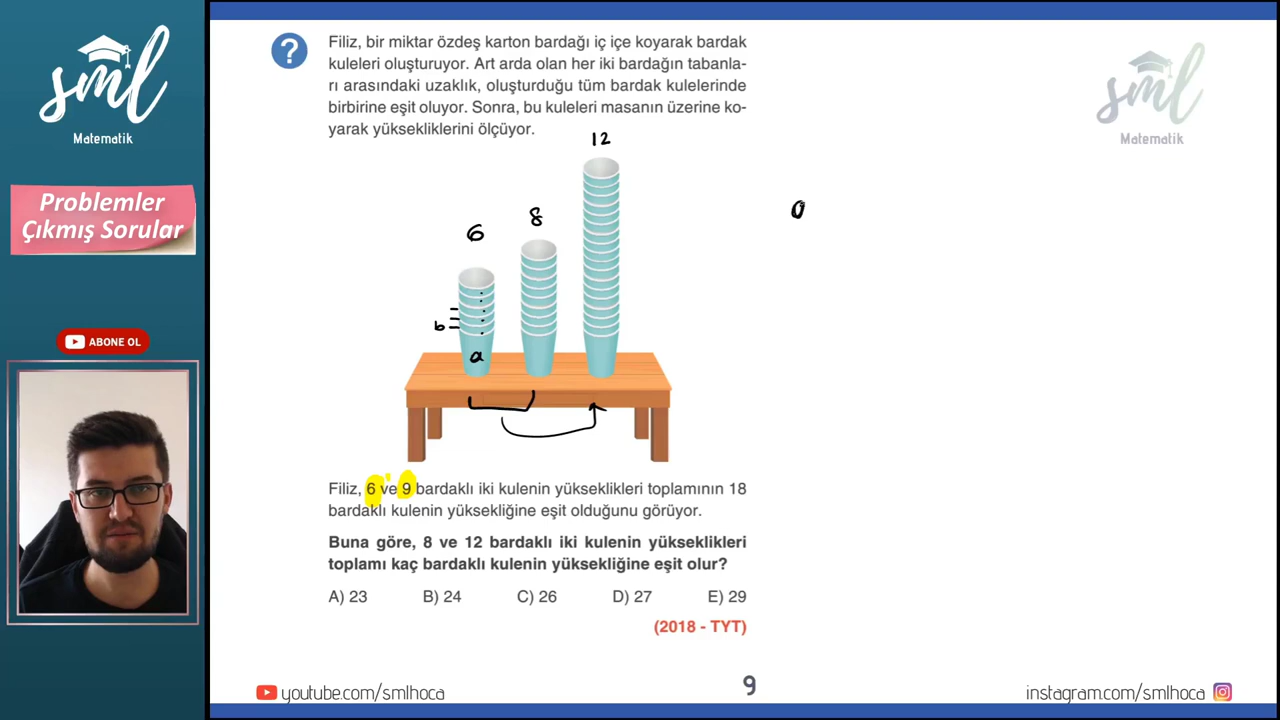 sml
Matematik
Problemler
Çıkmış Sorular
ABONE OL
?
Filiz, bir miktar özdeş karton bardağı iç içe koyarak bardak
kuleleri oluşturuyor. Art arda olan her iki bardağın tabanla-
rı arasındaki uzaklık, oluşturduğu tüm bardak kulelerinde
birbirine eşit oluyor. Sonra, bu kuleleri masanın üzerine ko-
yarak yüksekliklerini ölçüyor.
12
8
6
b
a
0
Filiz, 6 ve 9 bardaklı iki kulenin yükseklikleri toplamının 18
bardaklı kulenin yüksekliğine eşit olduğunu görüyor.
Buna göre, 8 ve 12 bardaklı iki kulenin yükseklikleri
toplamı kaç bardaklı kulenin yüksekliğine eşit olur?
A) 23 B) 24 C) 26 D) 27 E) 29
(2018 - TYT)
sml
Matematik
youtube.com/smlhoca
9
instagram.com/smlhoca